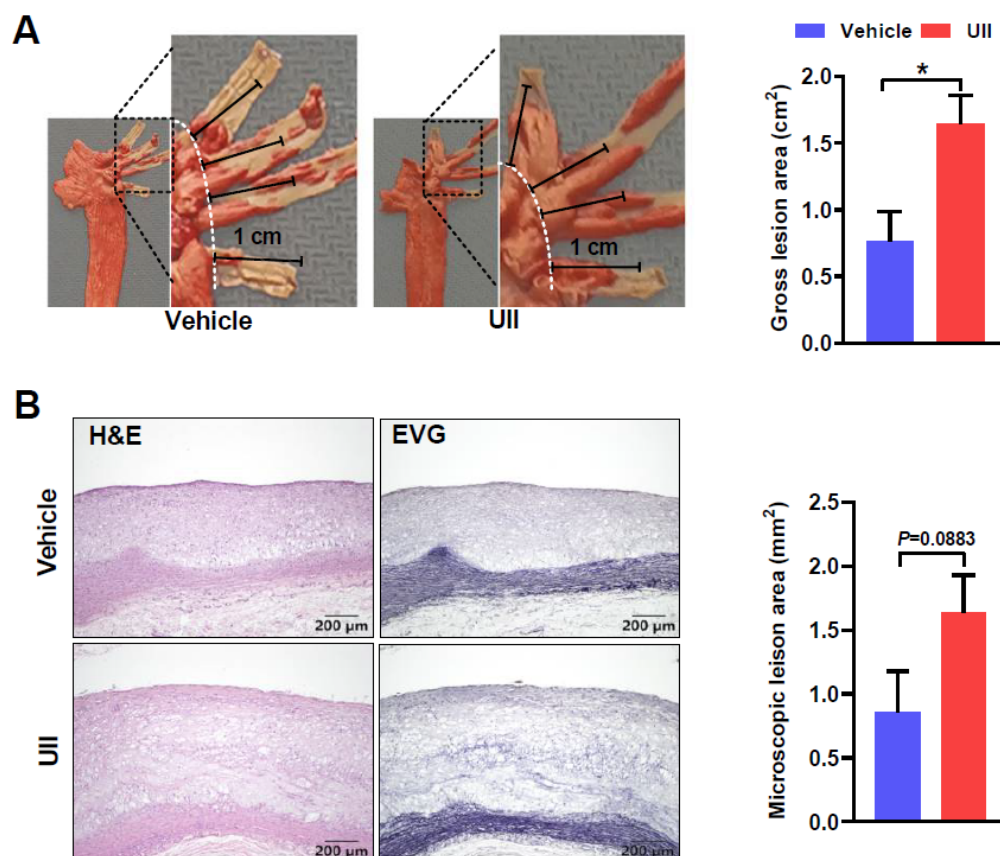 A
1 cm
Vehicle
1 cm
UII
Vehicle UII
Gross lesion area (cm²)
2.0
1.5
1.0
0.5
0.0
*
B
H&E
EVG
Vehicle
200 µm
200 µm
UII
200 µm
200 µm
Microscopic leison area (mm²)
2.5
2.0
1.5
1.0
0.5
0.0
P=0.0883